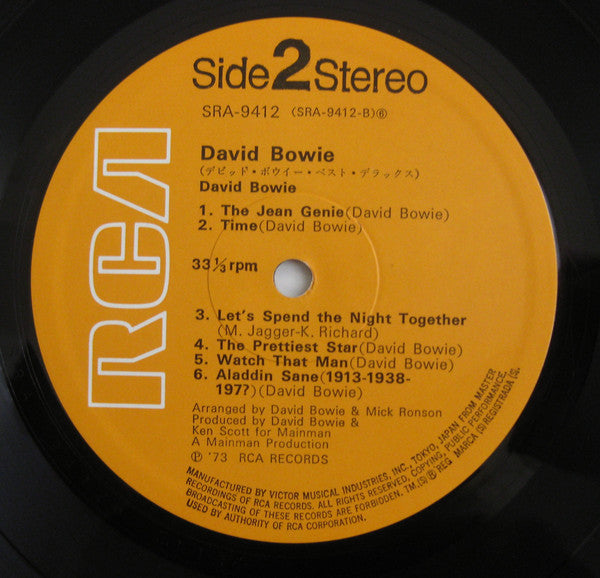 Side 2 Stereo
SRA-9412 (SRA-9412-B)⑥
RCA
David Bowie
(デビッド・ボウイー・ベスト・デラックス)
David Bowie
1. The Jean Genie(David Bowie)
2. Time(David Bowie)
33⅓ rpm
3. Let's Spend the Night Together
(M. Jagger-K. Richard)
4. The Prettiest Star(David Bowie)
5. Watch That Man(David Bowie)
6. Aladdin Sane(1913-1938-
197?)(David Bowie)
Arranged by David Bowie & Mick Ronson
Produced by David Bowie &
Ken Scott for Mainman
A Mainman Production
Ⓟ '73 RCA RECORDS
MANUFACTURED BY VICTOR MUSICAL INDUSTRIES, INC. TOKYO, JAPAN FROM MASTER
RECORDINGS OF RCA RECORDS. ALL RIGHTS RESERVED, COPYING, PUBLIC PERFORMANCE,
BROADCASTING OF THESE RECORDS ARE FORBIDDEN. TM.(S) ® REG. MARCA (S) REGISTRADA (S).
USED BY AUTHORITY OF RCA CORPORATION.